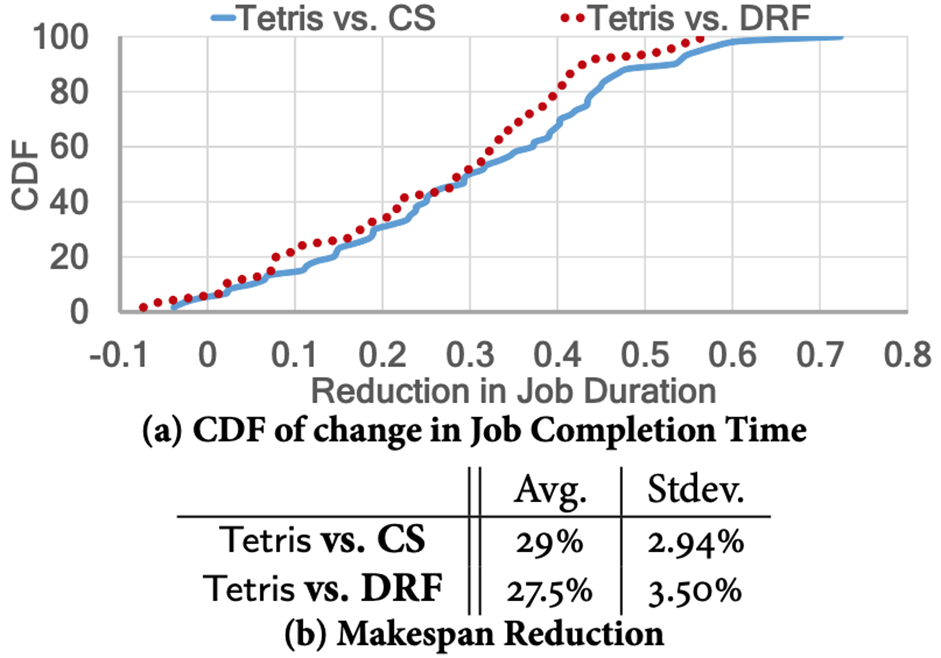 Tetris vs. CS Tetris vs. DRF
100
80
60
40
20
0
CDF
-0.1 0 0.1 0.2 0.3 0.4 0.5 0.6 0.7 0.8
Reduction in Job Duration
(a) CDF of change in Job Completion Time
Avg. Stdev.
Tetris vs. CS 29% 2.94%
Tetris vs. DRF 27.5% 3.50%
(b) Makespan Reduction